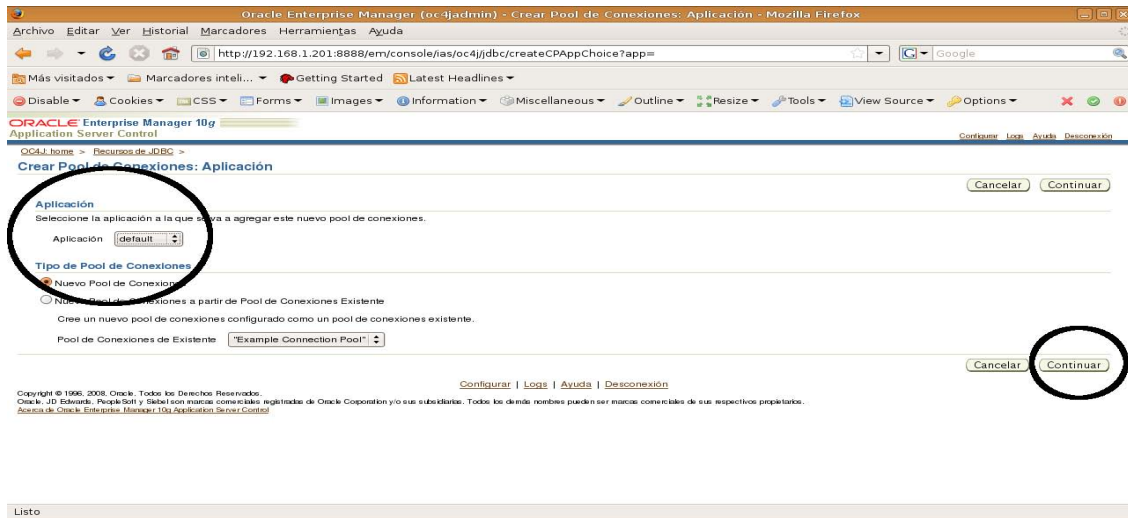 Oracle Enterprise Manager (oc4jadmin) - Crear Pool de Conexiones: Aplicación - Mozilla Firefox
Archivo Editar Ver Historial Marcadores Herramientas Ayuda
http://192.168.1.201:8888/em/console/ias/oc4j/jdbc/createCPAppChoice?app=
G Google
Más visitados Marcadores inteli... Getting Started Latest Headlines
Disable Cookies CSS Forms Images Information Miscellaneous Outline Resize Tools View Source Options
ORACLE Enterprise Manager 10g
Application Server Control
Configurar Logs Ayuda Desconexión
OC4J: home > Recursos de JDBC >
Crear Pool de Conexiones: Aplicación
Cancelar Continuar
Aplicación
Seleccione la aplicación a la que se va a agregar este nuevo pool de conexiones.
Aplicación default
Tipo de Pool de Conexiones
Nuevo Pool de Conexiones
Nuevo Pool de Conexiones a partir de Pool de Conexiones Existente
Cree un nuevo pool de conexiones configurado como un pool de conexiones existente.
Pool de Conexiones de Existente "Example Connection Pool"
Cancelar Continuar
Configurar | Logs | Ayuda | Desconexión
Copyright © 1996, 2008, Oracle. Todos los Derechos Reservados.
Oracle, JD Edwards, PeopleSoft y Siebel son marcas comerciales registradas de Oracle Corporation y/o sus subsidiarias. Todos los demás nombres pueden ser marcas comerciales de sus respectivos propietarios.
Acerca de Oracle Enterprise Manager 10g Application Server Control
Listo